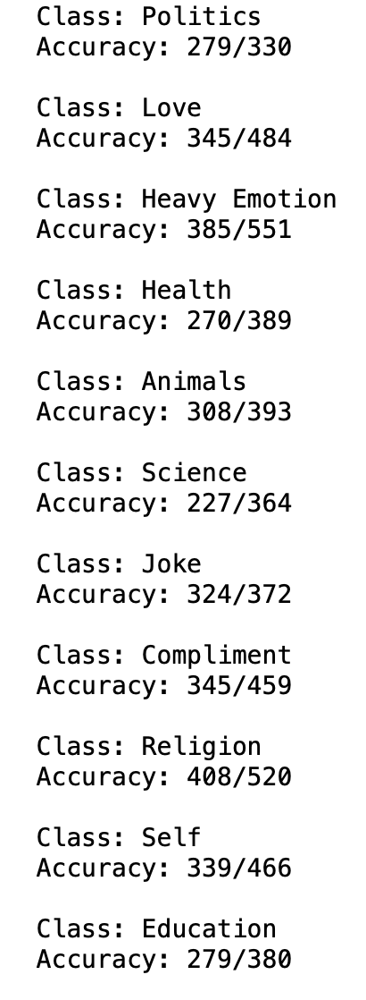 Class: Politics
Accuracy: 279/330
Class: Love
Accuracy: 345/484
Class: Heavy Emotion
Accuracy: 385/551
Class: Health
Accuracy: 270/389
Class: Animals
Accuracy: 308/393
Class: Science
Accuracy: 227/364
Class: Joke
Accuracy: 324/372
Class: Compliment
Accuracy: 345/459
Class: Religion
Accuracy: 408/520
Class: Self
Accuracy: 339/466
Class: Education
Accuracy: 279/380